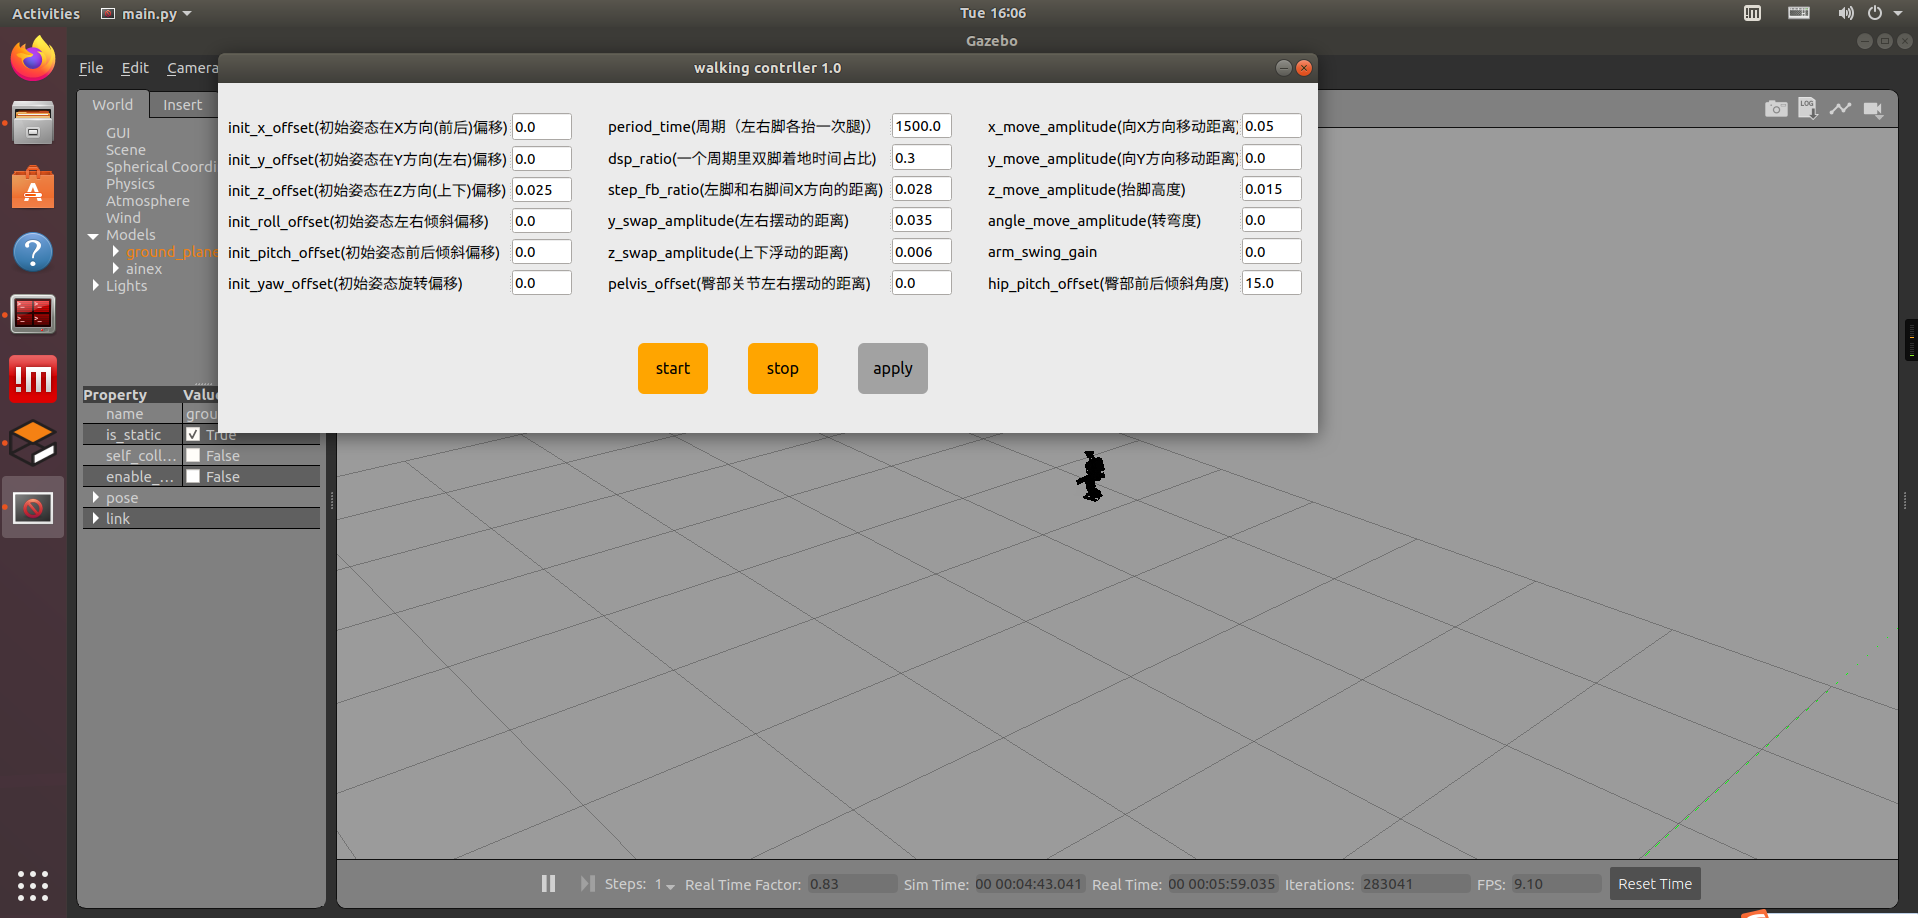 Activities main.py Tue 16:06
Gazebo
File Edit Camera
walking contrller 1.0
World Insert
GUI
Scene
Spherical Coordi
Physics
Atmosphere
Wind
Models
ground_plane
ainex
Lights
init_x_offset(初始姿态在X方向(前后)偏移) 0.0 period_time(周期（左右脚各抬一次腿)） 1500.0 x_move_amplitude(向X方向移动距离) 0.05
init_y_offset(初始姿态在Y方向(左右)偏移) 0.0 dsp_ratio(一个周期里双脚着地时间占比) 0.3 y_move_amplitude(向Y方向移动距离) 0.0
init_z_offset(初始姿态在Z方向(上下)偏移) 0.025 step_fb_ratio(左脚和右脚间X方向的距离) 0.028 z_move_amplitude(抬脚高度) 0.015
init_roll_offset(初始姿态左右倾斜偏移) 0.0 y_swap_amplitude(左右摆动的距离) 0.035 angle_move_amplitude(转弯度) 0.0
init_pitch_offset(初始姿态前后倾斜偏移) 0.0 z_swap_amplitude(上下浮动的距离) 0.006 arm_swing_gain 0.0
init_yaw_offset(初始姿态旋转偏移) 0.0 pelvis_offset(臀部关节左右摆动的距离) 0.0 hip_pitch_offset(臀部前后倾斜角度) 15.0
start stop apply
LOG
Property Value
name grou
is_static True
self_coll... False
enable_... False
pose
link
Steps: 1 Real Time Factor: 0.83 Sim Time: 00 00:04:43.041 Real Time: 00 00:05:59.035 Iterations: 283041 FPS: 9.10 Reset Time